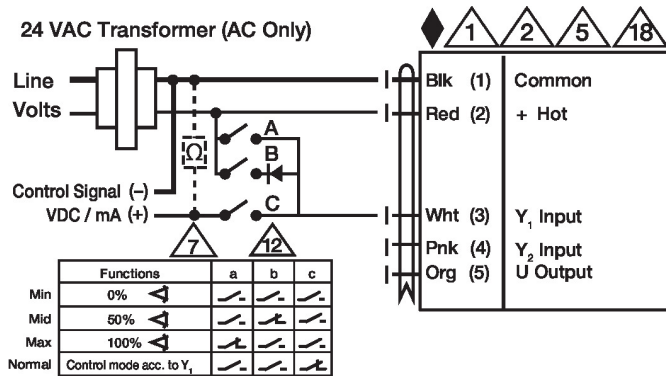 24 VAC Transformer (AC Only)
1 2 5 18
Line
Volts
Blk (1) Common
Red (2) + Hot
A
B
C
Ω
Control Signal (–)
VDC / mA (+)
Wht (3) Y₁ Input
Pnk (4) Y₂ Input
Org (5) U Output
7 12
Functions a b c
Min 0%
Mid 50%
Max 100%
Normal Control mode acc. to Y₁